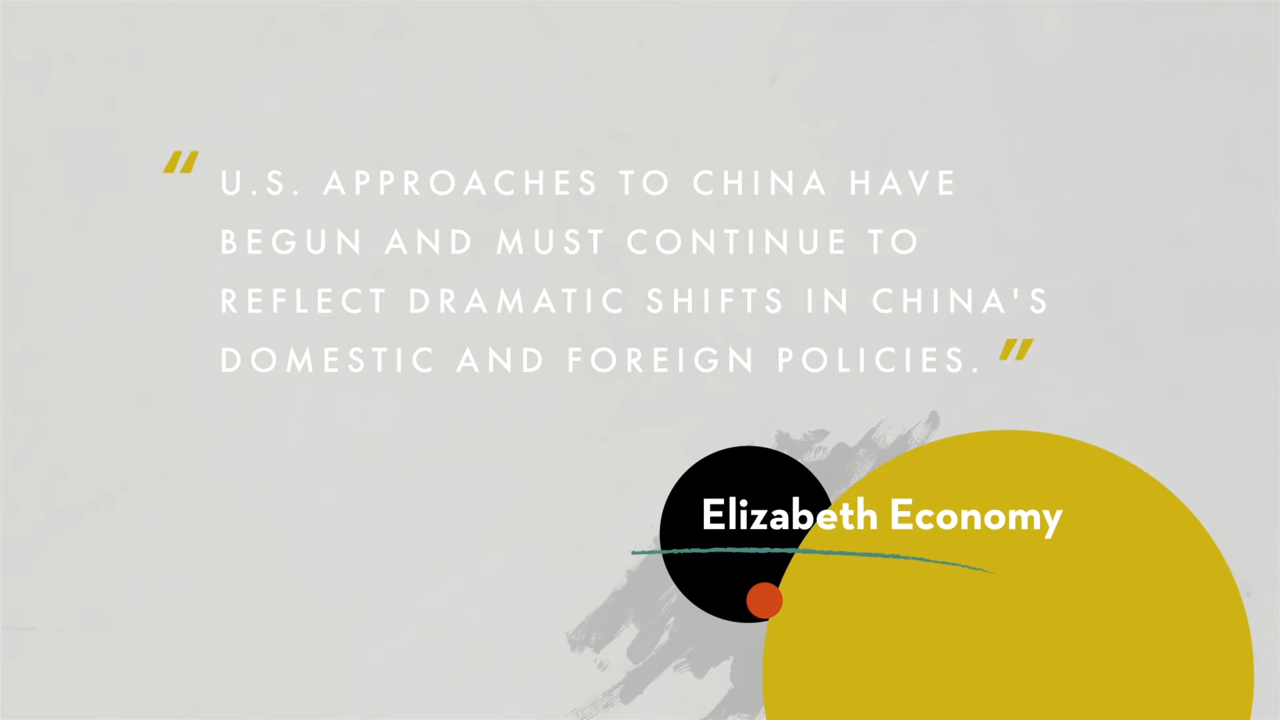 “ U.S. APPROACHES TO CHINA HAVE
BEGUN AND MUST CONTINUE TO
REFLECT DRAMATIC SHIFTS IN CHINA'S
DOMESTIC AND FOREIGN POLICIES. ”
Elizabeth Economy